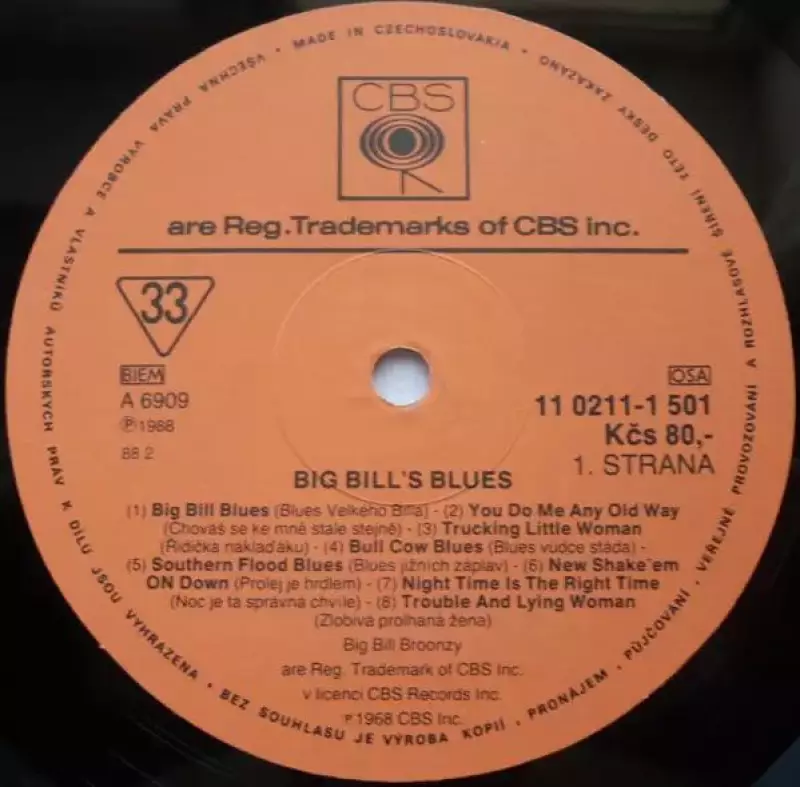 • MADE IN CZECHOSLOVAKIA •
VŠECHNA PRÁVA VÝROBCE A VLASTNÍKŮ AUTORSKÝCH PRÁV K DÍLU JSOU VYHRAZENA • BEZ SOUHLASU JE VÝROBA KOPIÍ, PRONÁJEM, PŮJČOVÁNÍ, VEŘEJNÉ PROVOZOVÁNÍ A ROZHLASOVÉ ŠÍŘENÍ TÉTO DESKY ZAKÁZÁNO
CBS
are Reg.Trademarks of CBS inc.
33
BIEM
OSA
A 6909
11 0211-1 501
℗1988
Kčs 80,-
88 2
1. STRANA
BIG BILL'S BLUES
(1) Big Bill Blues (Blues Velkého Billa) - (2) You Do Me Any Old Way
(Chováš se ke mně stále stejně) - (3) Trucking Little Woman
(Řidička náklaďáku) - (4) Bull Cow Blues (Blues vůdce stáda) -
(5) Southern Flood Blues (Blues jižních záplav) - (6) New Shake'em
ON Down (Prolej je hrdlem) - (7) Night Time Is The Right Time
(Noc je ta správná chvíle) - (8) Trouble And Lying Woman
(Zlobivá prolhaná žena)
Big Bill Broonzy
are Reg. Trademark of CBS Inc.
v licenci CBS Records Inc.
℗1968 CBS Inc.